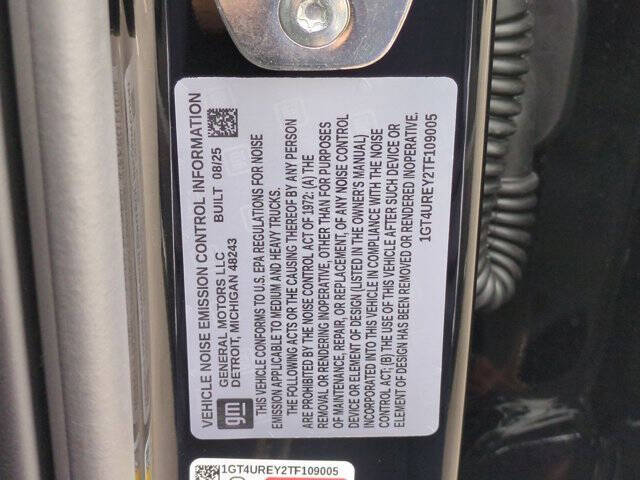 VEHICLE NOISE EMISSION CONTROL INFORMATION
gm
GENERAL MOTORS LLC
DETROIT, MICHIGAN 48243
BUILT 08/25
THIS VEHICLE CONFORMS TO U.S. EPA REGULATIONS FOR NOISE
EMISSION APPLICABLE TO MEDIUM AND HEAVY TRUCKS.
THE FOLLOWING ACTS OR THE CAUSING THEREOF BY ANY PERSON
ARE PROHIBITED BY THE NOISE CONTROL ACT OF 1972: (A) THE
REMOVAL OR RENDERING INOPERATIVE, OTHER THAN FOR PURPOSES
OF MAINTENANCE, REPAIR, OR REPLACEMENT, OF ANY NOISE CONTROL
DEVICE OR ELEMENT OF DESIGN (LISTED IN THE OWNER'S MANUAL)
INCORPORATED INTO THIS VEHICLE IN COMPLIANCE WITH THE NOISE
CONTROL ACT; (B) THE USE OF THIS VEHICLE AFTER SUCH DEVICE OR
ELEMENT OF DESIGN HAS BEEN REMOVED OR RENDERED INOPERATIVE.
1GT4UREY2TF109005
1GT4UREY2TF109005